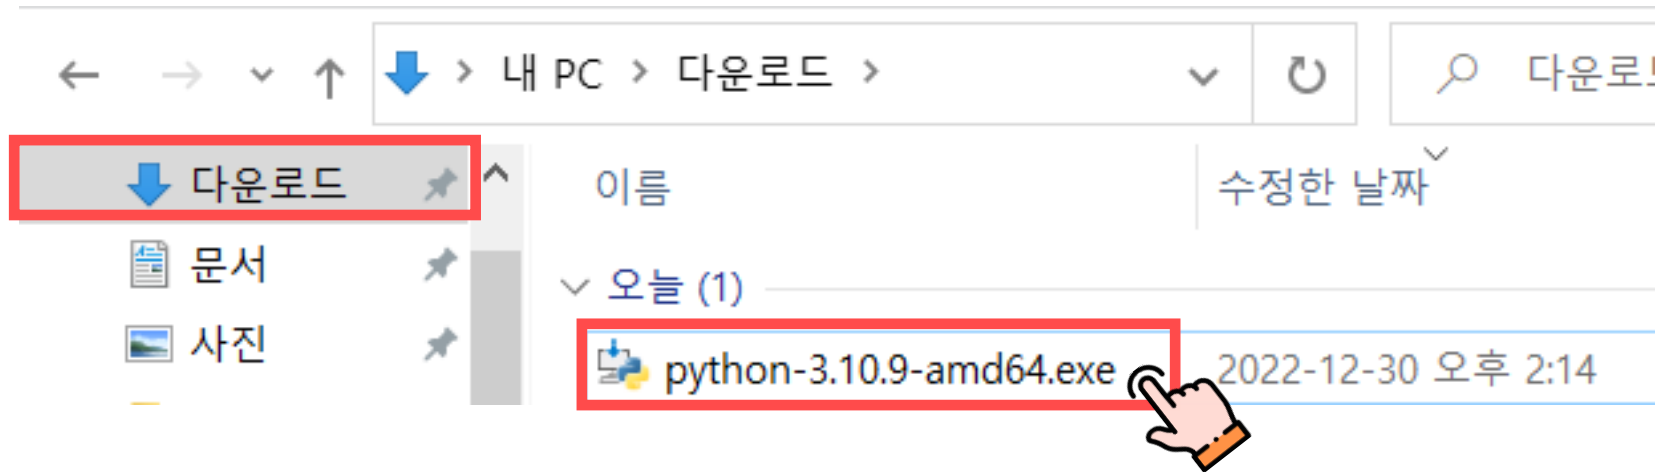 내 PC > 다운로드 >
다운로드
다운로드
문서
사진
이름
수정한 날짜
오늘 (1)
python-3.10.9-amd64.exe
2022-12-30 오후 2:14